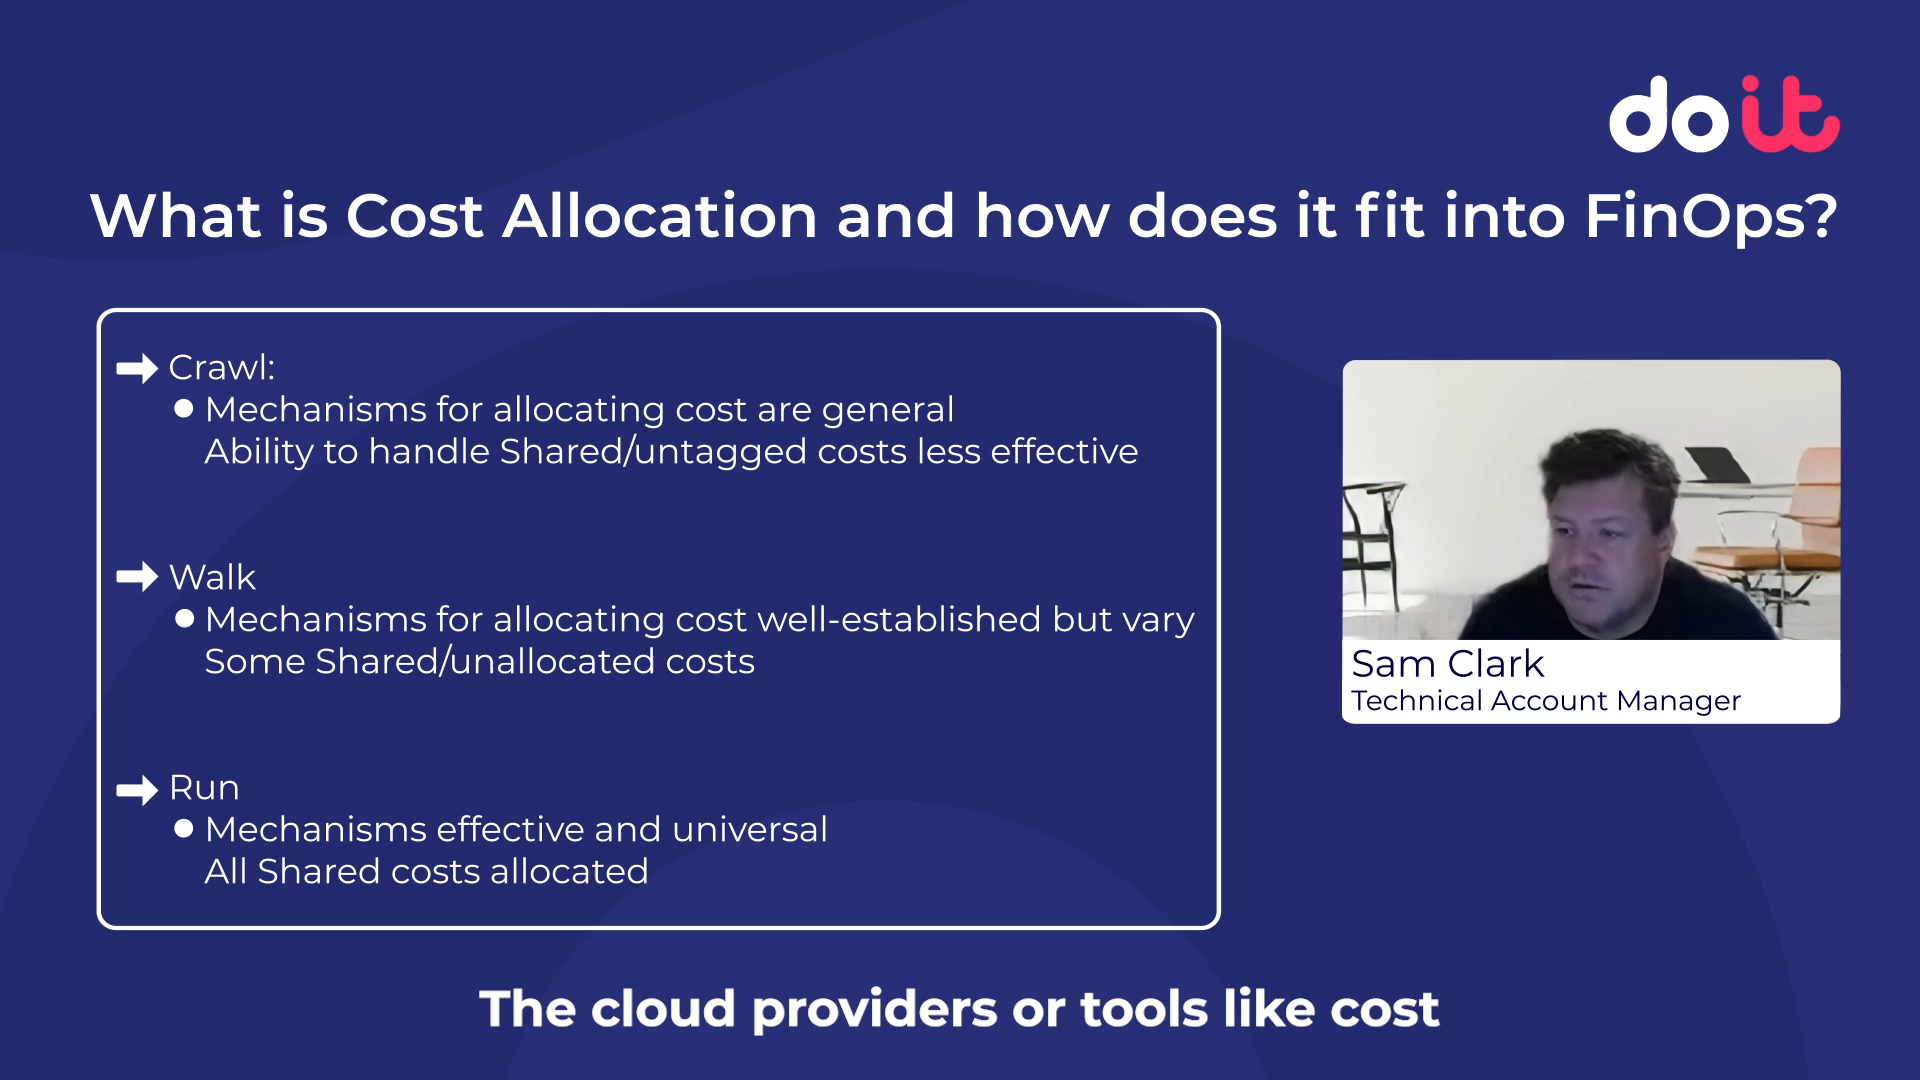 doit
What is Cost Allocation and how does it fit into FinOps?
Crawl:
Mechanisms for allocating cost are general
Ability to handle Shared/untagged costs less effective
Walk
Mechanisms for allocating cost well-established but vary
Some Shared/unallocated costs
Run
Mechanisms effective and universal
All Shared costs allocated
Sam Clark
Technical Account Manager
The cloud providers or tools like cost